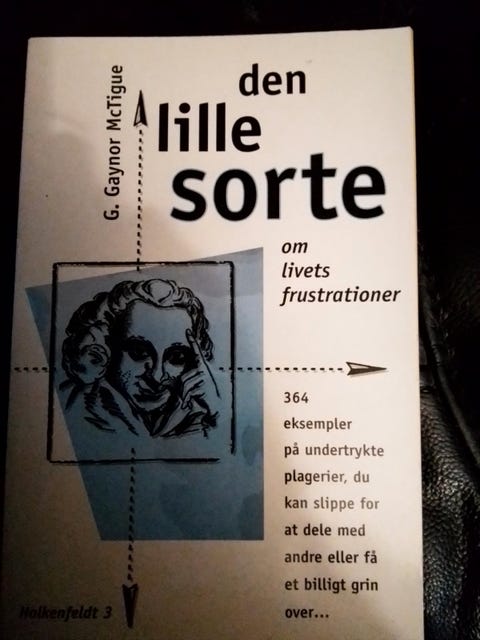 G. Gaynor McTigue
den
lille
sorte
om
livets
frustrationer
364
eksempler
på undertrykte
plagerier, du
kan slippe for
at dele med
andre eller få
et billigt grin
over...
Holkenfeldt 3